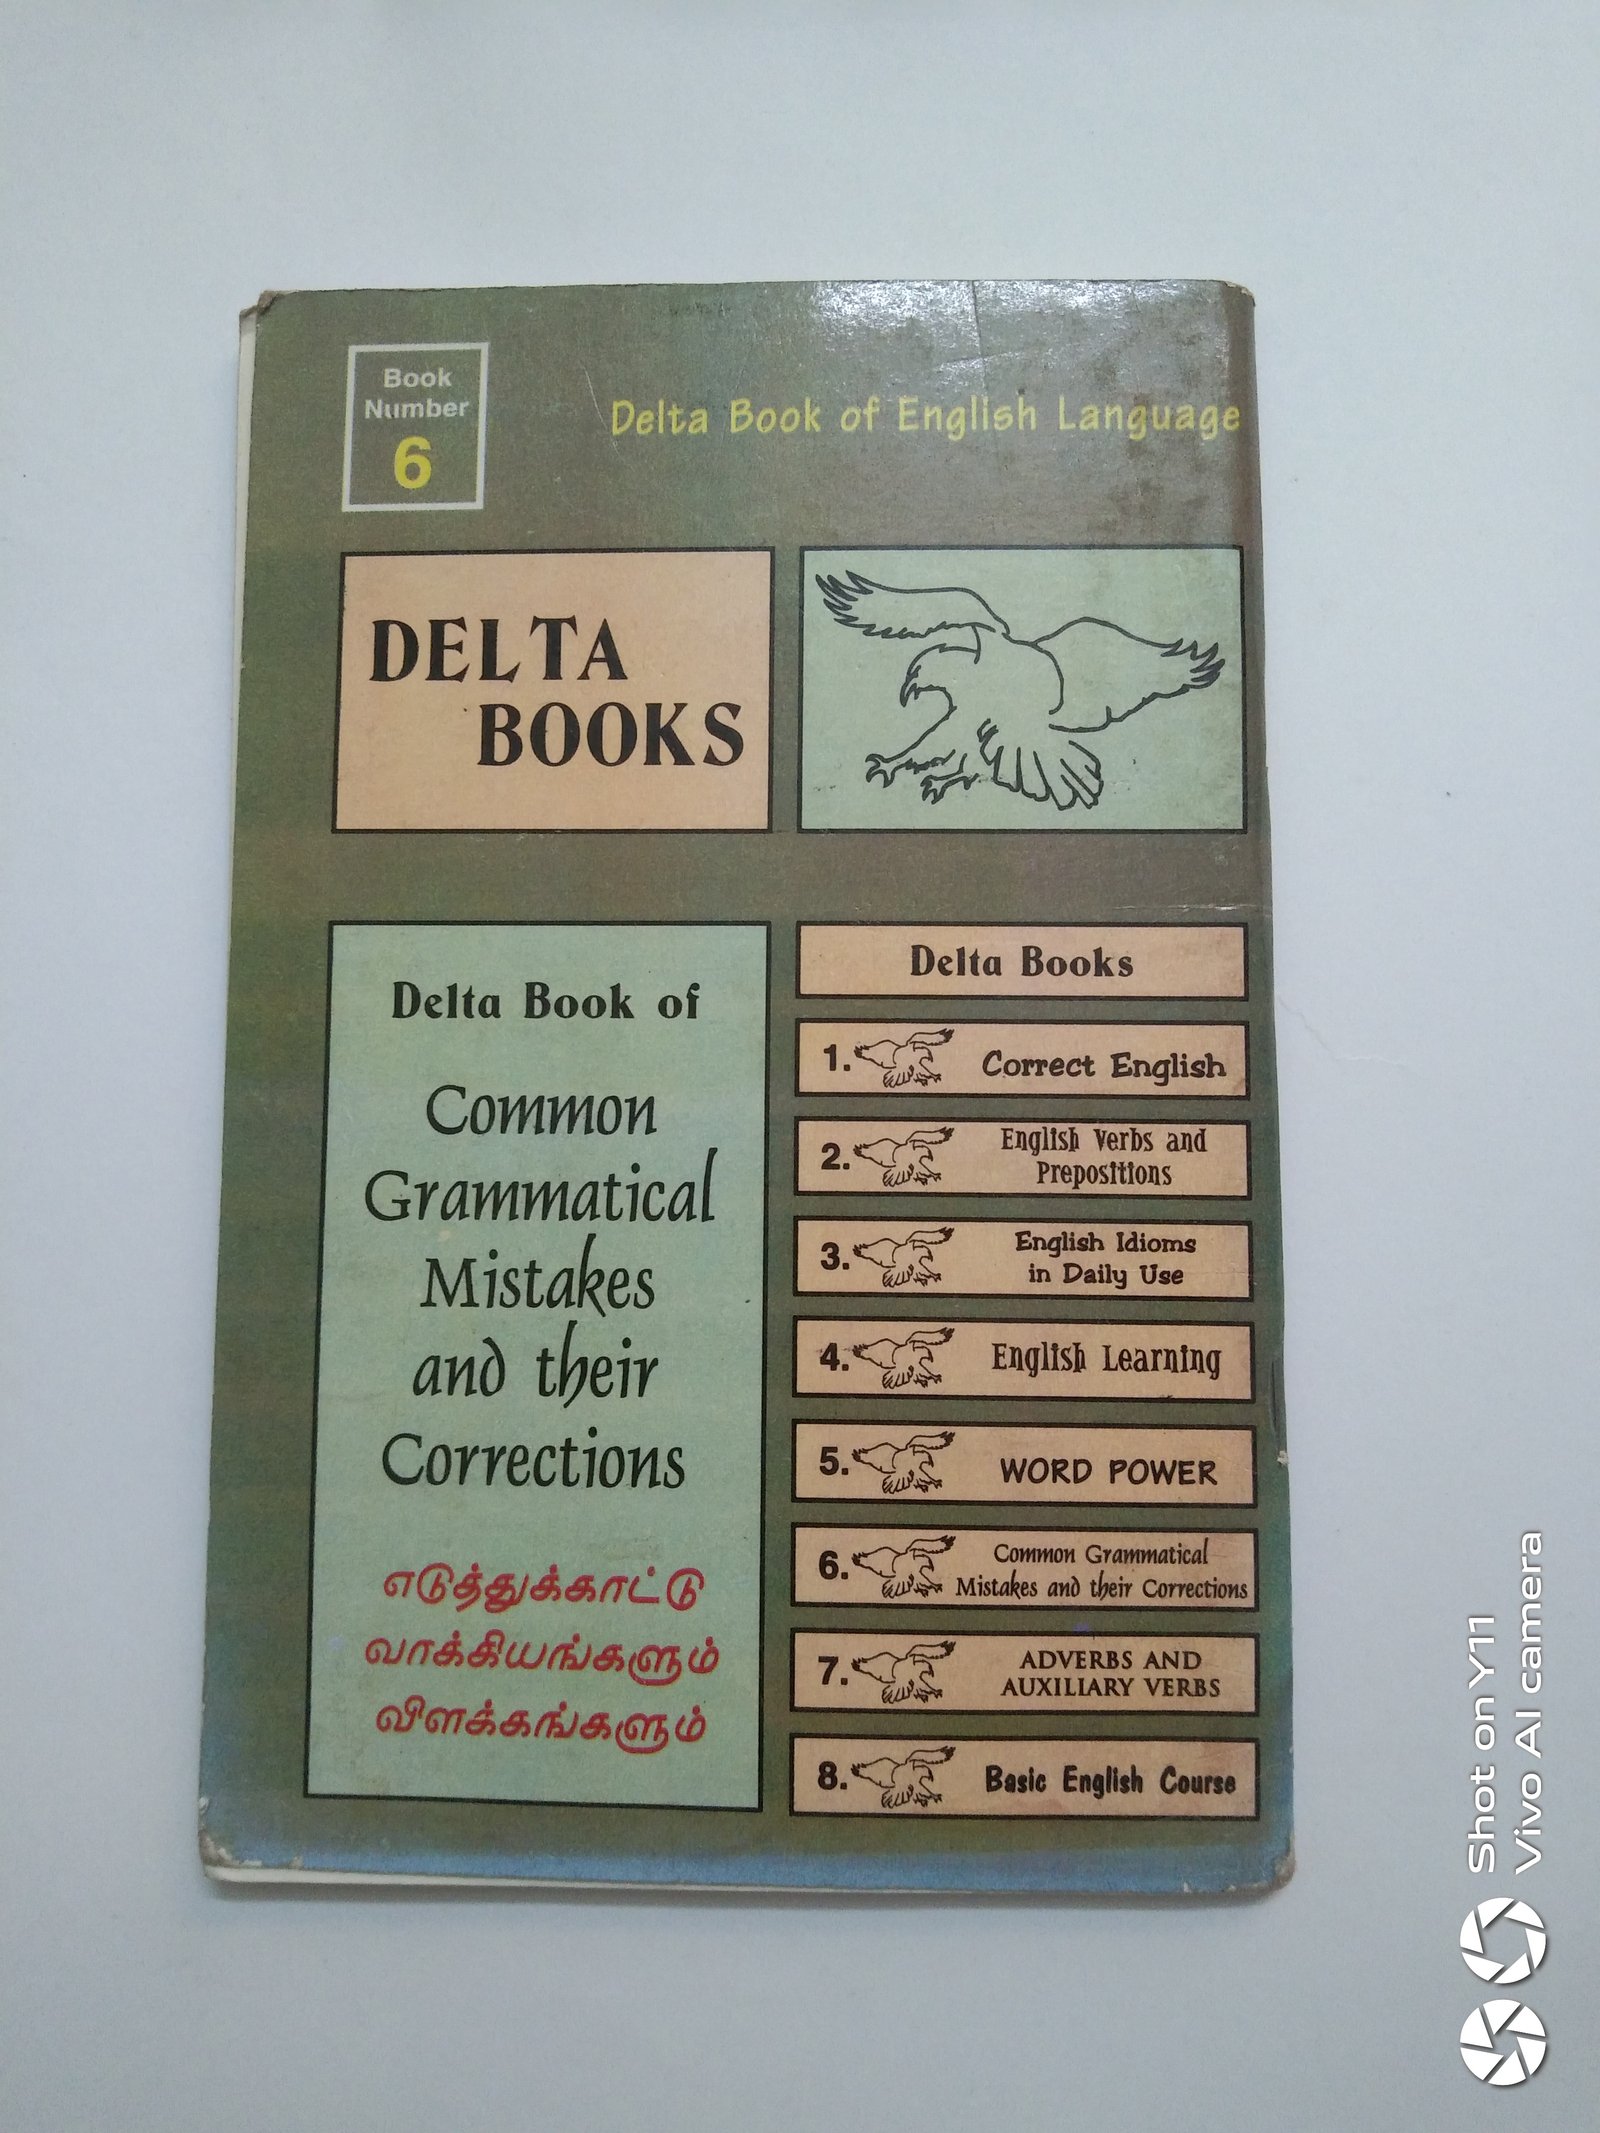 Book
Number
6
Delta Book of English Language
DELTA
BOOKS
Delta Book of
Common
Grammatical
Mistakes
and their
Corrections
எடுத்துக்காட்டு
வாக்கியங்களும்
விளக்கங்களும்
Delta Books
1. Correct English
2. English Verbs and
Prepositions
3. English Idioms
in Daily Use
4. English Learning
5. WORD POWER
6. Common Grammatical
Mistakes and their Corrections
7. ADVERBS AND
AUXILIARY VERBS
8. Basic English Course
Shot on Y11
Vivo AI camera